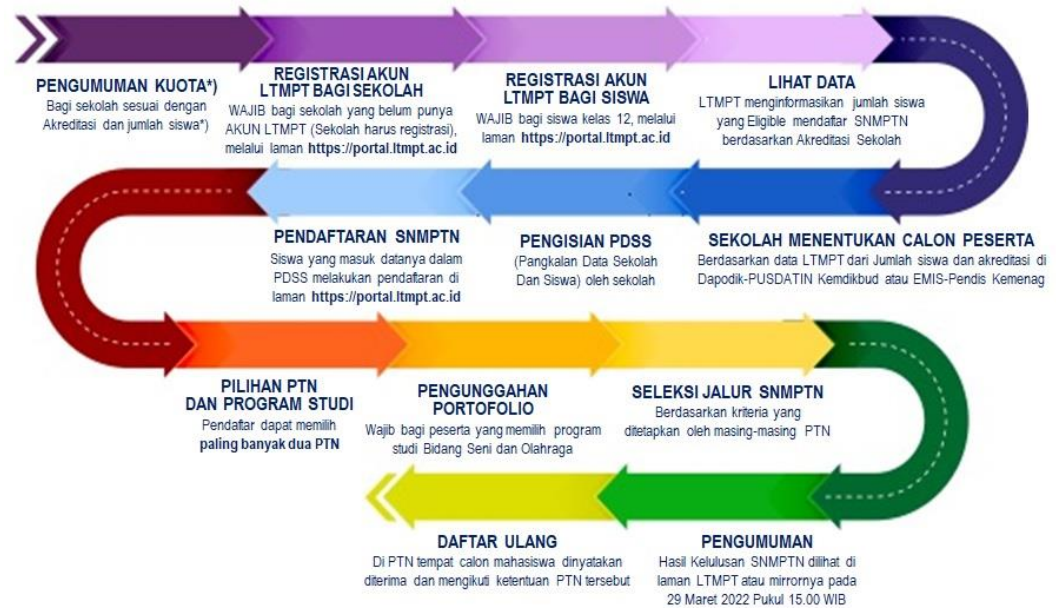 PENGUMUMAN KUOTA*)
Bagi sekolah sesuai dengan
Akreditasi dan jumlah siswa*)
REGISTRASI AKUN
LTMPT BAGI SEKOLAH
WAJIB bagi sekolah yang belum punya
AKUN LTMPT (Sekolah harus registrasi),
melalui laman https://portal.ltmpt.ac.id
REGISTRASI AKUN
LTMPT BAGI SISWA
WAJIB bagi siswa kelas 12, melalui
laman https://portal.ltmpt.ac.id
LIHAT DATA
LTMPT menginformasikan jumlah siswa
yang Eligible mendaftar SNMPTN
berdasarkan Akreditasi Sekolah
SEKOLAH MENENTUKAN CALON PESERTA
Berdasarkan data LTMPT dari Jumlah siswa dan akreditasi di
Dapodik-PUSDATIN Kemdikbud atau EMIS-Pendis Kemenag
PENGISIAN PDSS
(Pangkalan Data Sekolah
Dan Siswa) oleh sekolah
PENDAFTARAN SNMPTN
Siswa yang masuk datanya dalam
PDSS melakukan pendaftaran di
laman https://portal.ltmpt.ac.id
PILIHAN PTN
DAN PROGRAM STUDI
Pendaftar dapat memilih
paling banyak dua PTN
PENGUNGGAHAN
PORTOFOLIO
Wajib bagi peserta yang memilih program
studi Bidang Seni dan Olahraga
SELEKSI JALUR SNMPTN
Berdasarkan kriteria yang
ditetapkan oleh masing-masing PTN
PENGUMUMAN
Hasil Kelulusan SNMPTN dilihat di
laman LTMPT atau mirrornya pada
29 Maret 2022 Pukul 15.00 WIB
DAFTAR ULANG
Di PTN tempat calon mahasiswa dinyatakan
diterima dan mengikuti ketentuan PTN tersebut